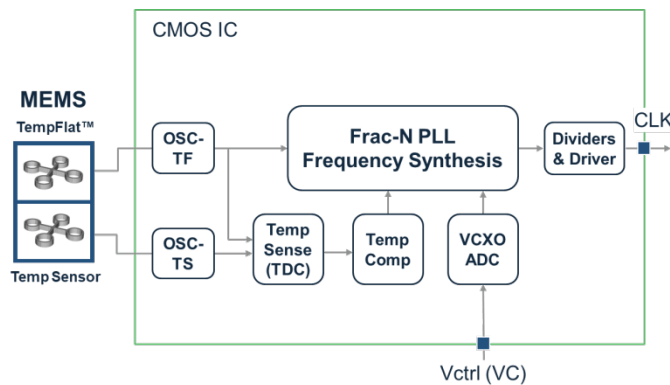 CMOS IC
MEMS
TempFlat™
Temp Sensor
OSC-
TF
OSC-
TS
Temp
Sense
(TDC)
Temp
Comp
Frac-N PLL
Frequency Synthesis
VCXO
ADC
Dividers
& Driver
CLK
Vctrl (VC)